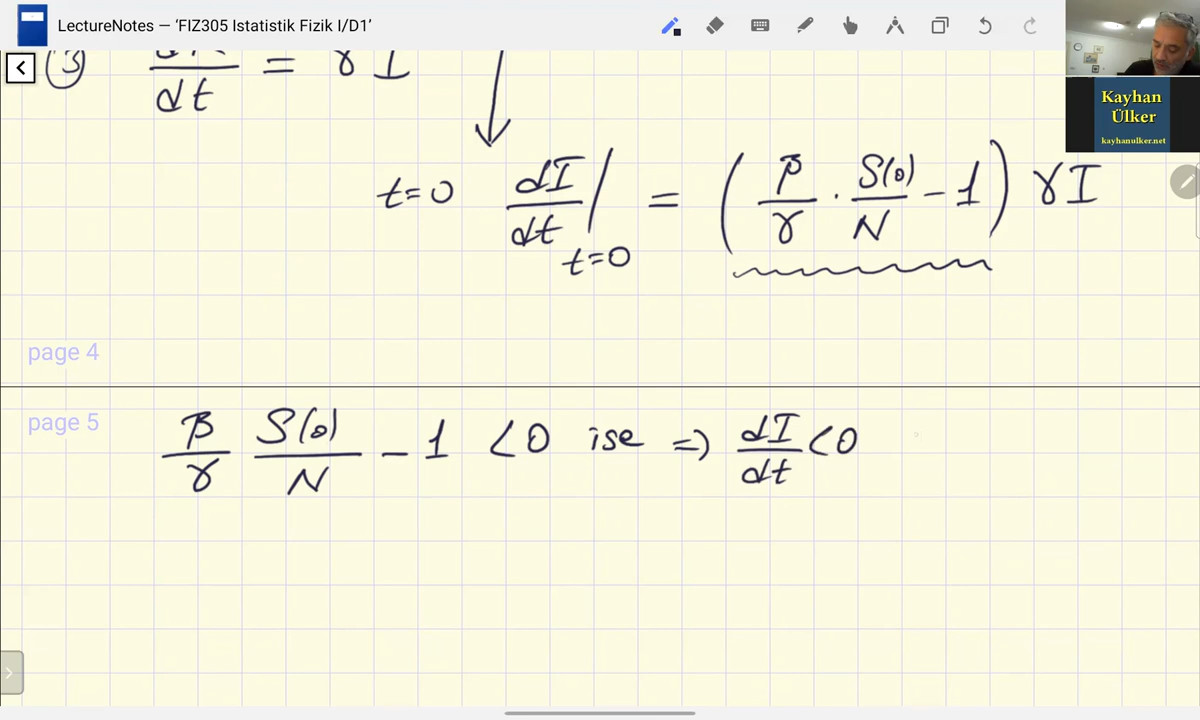 LectureNotes — ‘FIZ305 Istatistik Fizik I/D1’
Kayhan
Ülker
kayhanulker.net
③ dt = γ I
t=0 dI/dt |t=0 = ( β/γ · S(0)/N − 1 ) γ I
page 4
page 5
β/γ S(0)/N − 1 < 0 ise => dI/dt < 0